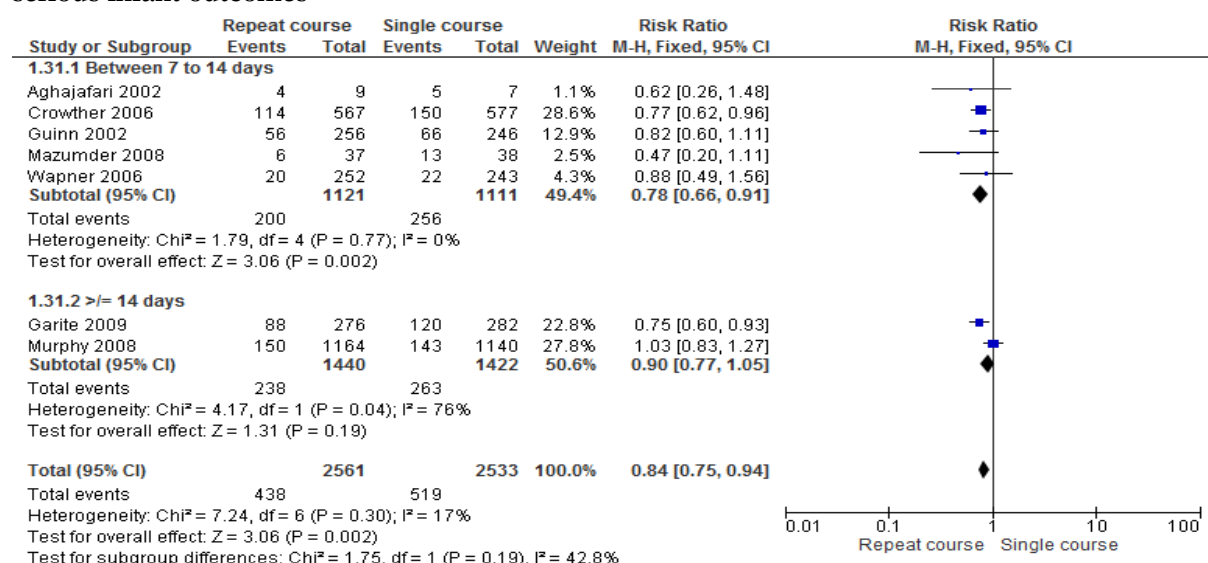 serious infant outcomes
Repeat course Single course Risk Ratio Risk Ratio
Study or Subgroup Events Total Events Total Weight M-H, Fixed, 95% CI M-H, Fixed, 95% CI
1.31.1 Between 7 to 14 days
Aghajafari 2002 4 9 5 7 1.1% 0.62 [0.26, 1.48]
Crowther 2006 114 567 150 577 28.6% 0.77 [0.62, 0.96]
Guinn 2002 56 256 66 246 12.9% 0.82 [0.60, 1.11]
Mazumder 2008 6 37 13 38 2.5% 0.47 [0.20, 1.11]
Wapner 2006 20 252 22 243 4.3% 0.88 [0.49, 1.56]
Subtotal (95% CI) 1121 1111 49.4% 0.78 [0.66, 0.91]
Total events 200 256
Heterogeneity: Chi² = 1.79, df = 4 (P = 0.77); I² = 0%
Test for overall effect: Z = 3.06 (P = 0.002)
1.31.2 >/= 14 days
Garite 2009 88 276 120 282 22.8% 0.75 [0.60, 0.93]
Murphy 2008 150 1164 143 1140 27.8% 1.03 [0.83, 1.27]
Subtotal (95% CI) 1440 1422 50.6% 0.90 [0.77, 1.05]
Total events 238 263
Heterogeneity: Chi² = 4.17, df = 1 (P = 0.04); I² = 76%
Test for overall effect: Z = 1.31 (P = 0.19)
Total (95% CI) 2561 2533 100.0% 0.84 [0.75, 0.94]
Total events 438 519
Heterogeneity: Chi² = 7.24, df = 6 (P = 0.30); I² = 17%
Test for overall effect: Z = 3.06 (P = 0.002)
Test for subgroup differences: Chi² = 1.75, df = 1 (P = 0.19), I² = 42.8%
0.01 0.1 1 10 100
Repeat course Single course